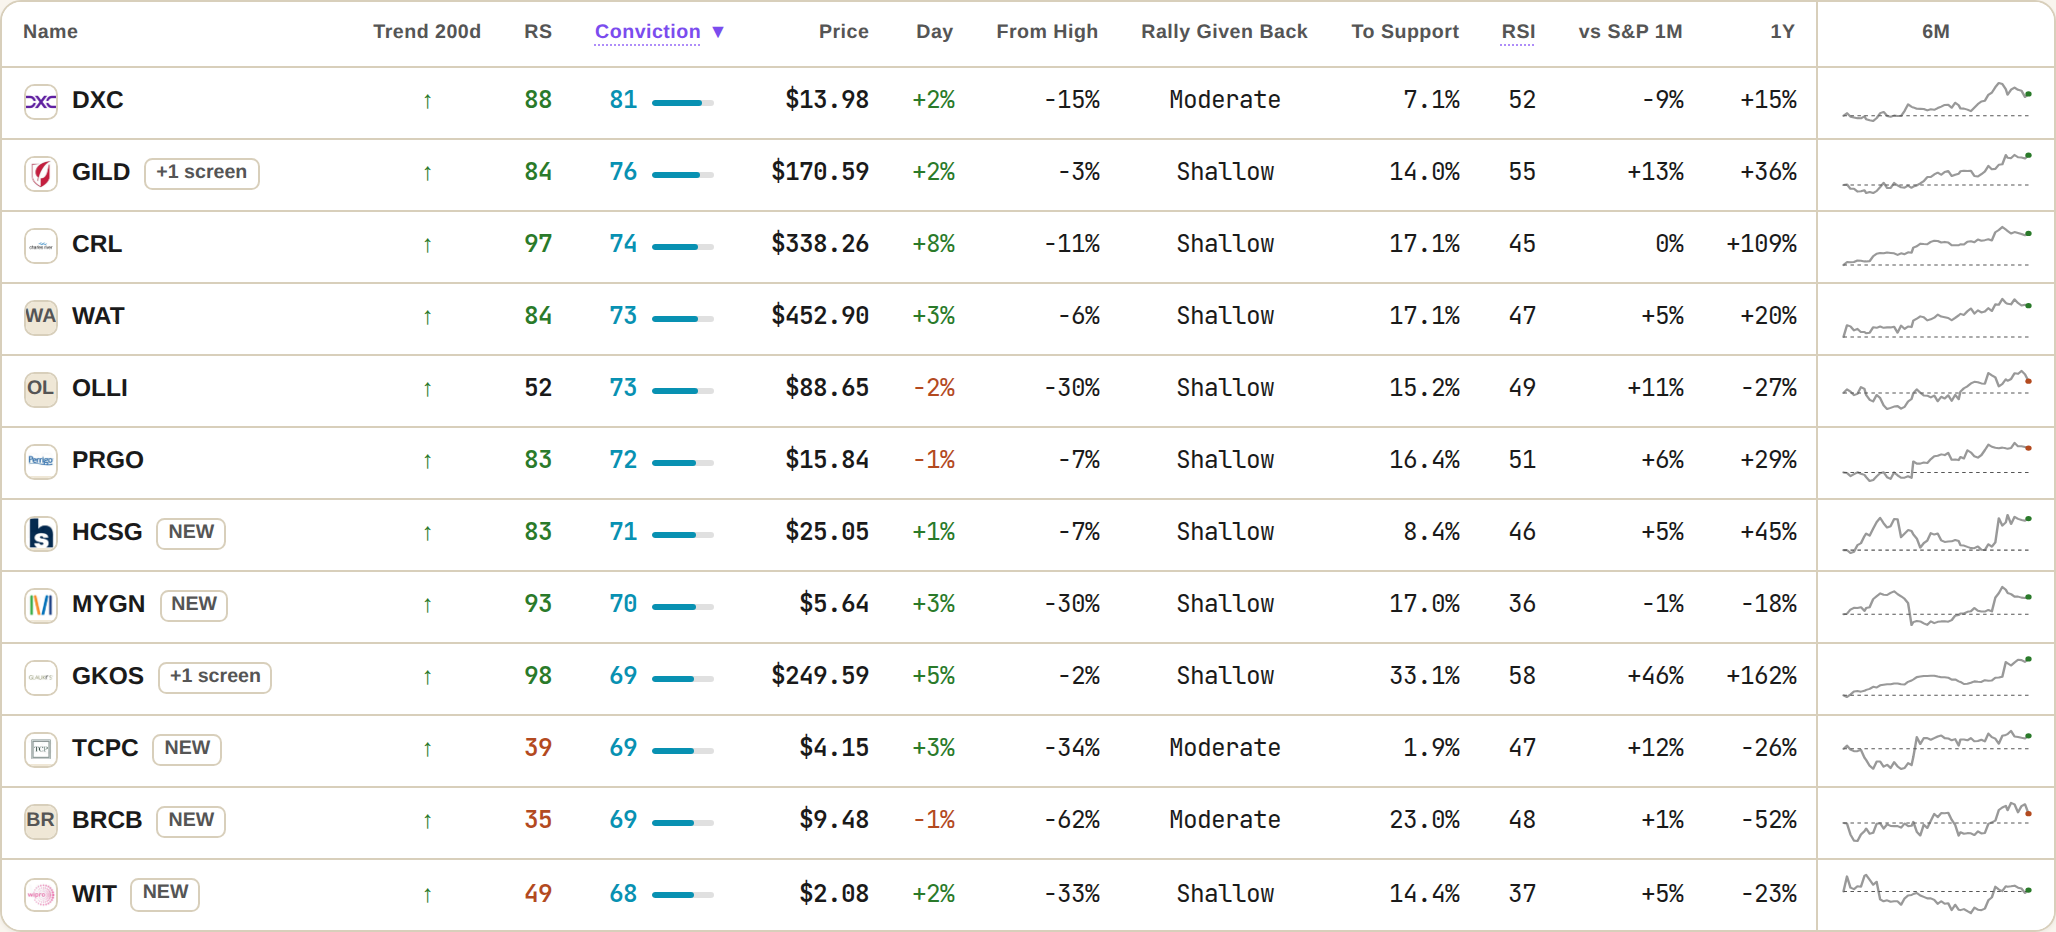 Name Trend 200d RS Conviction ▼ Price Day From High Rally Given Back To Support RSI vs S&P 1M 1Y 6M
DXC DXC ↑ 88 81 $13.98 +2% -15% Moderate 7.1% 52 -9% +15%
GILD +1 screen ↑ 84 76 $170.59 +2% -3% Shallow 14.0% 55 +13% +36%
charles river CRL ↑ 97 74 $338.26 +8% -11% Shallow 17.1% 45 0% +109%
WA WAT ↑ 84 73 $452.90 +3% -6% Shallow 17.1% 47 +5% +20%
OL OLLI ↑ 52 73 $88.65 -2% -30% Shallow 15.2% 49 +11% -27%
Perrigo PRGO ↑ 83 72 $15.84 -1% -7% Shallow 16.4% 51 +6% +29%
HCSG NEW ↑ 83 71 $25.05 +1% -7% Shallow 8.4% 46 +5% +45%
MYGN NEW ↑ 93 70 $5.64 +3% -30% Shallow 17.0% 36 -1% -18%
GKOS +1 screen ↑ 98 69 $249.59 +5% -2% Shallow 33.1% 58 +46% +162%
TCP TCPC NEW ↑ 39 69 $4.15 +3% -34% Moderate 1.9% 47 +12% -26%
BR BRCB NEW ↑ 35 69 $9.48 -1% -62% Moderate 23.0% 48 +1% -52%
wipro WIT NEW ↑ 49 68 $2.08 +2% -33% Shallow 14.4% 37 +5% -23%